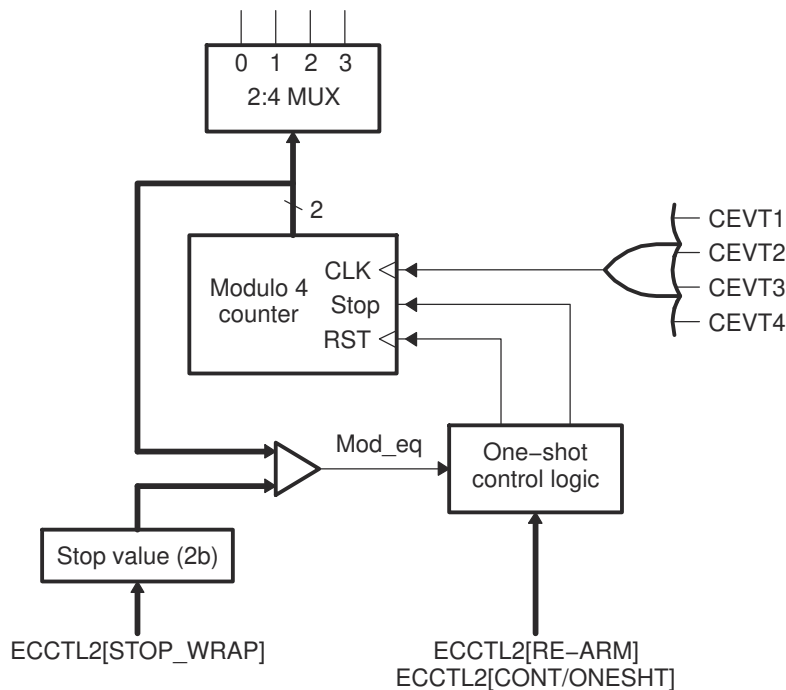 0 1 2 3
2:4 MUX
2
CEVT1
CEVT2
CEVT3
CEVT4
CLK
Modulo 4
counter
Stop
RST
Mod_eq
One−shot
control logic
Stop value (2b)
ECCTL2[STOP_WRAP]
ECCTL2[RE−ARM]
ECCTL2[CONT/ONESHT]